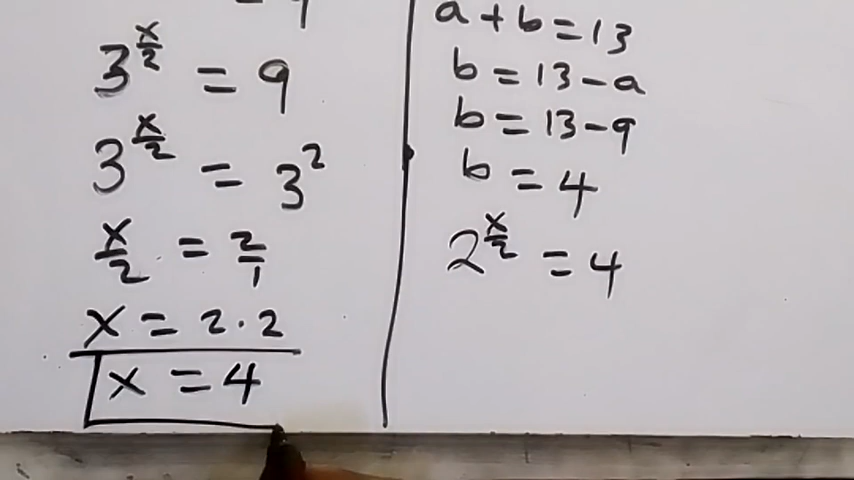 = 9
3^(x/2) = 9
3^(x/2) = 3^2
x/2 = 2/1
x = 2 · 2
x = 4
a + b = 13
b = 13 - a
b = 13 - 9
b = 4
2^(x/2) = 4